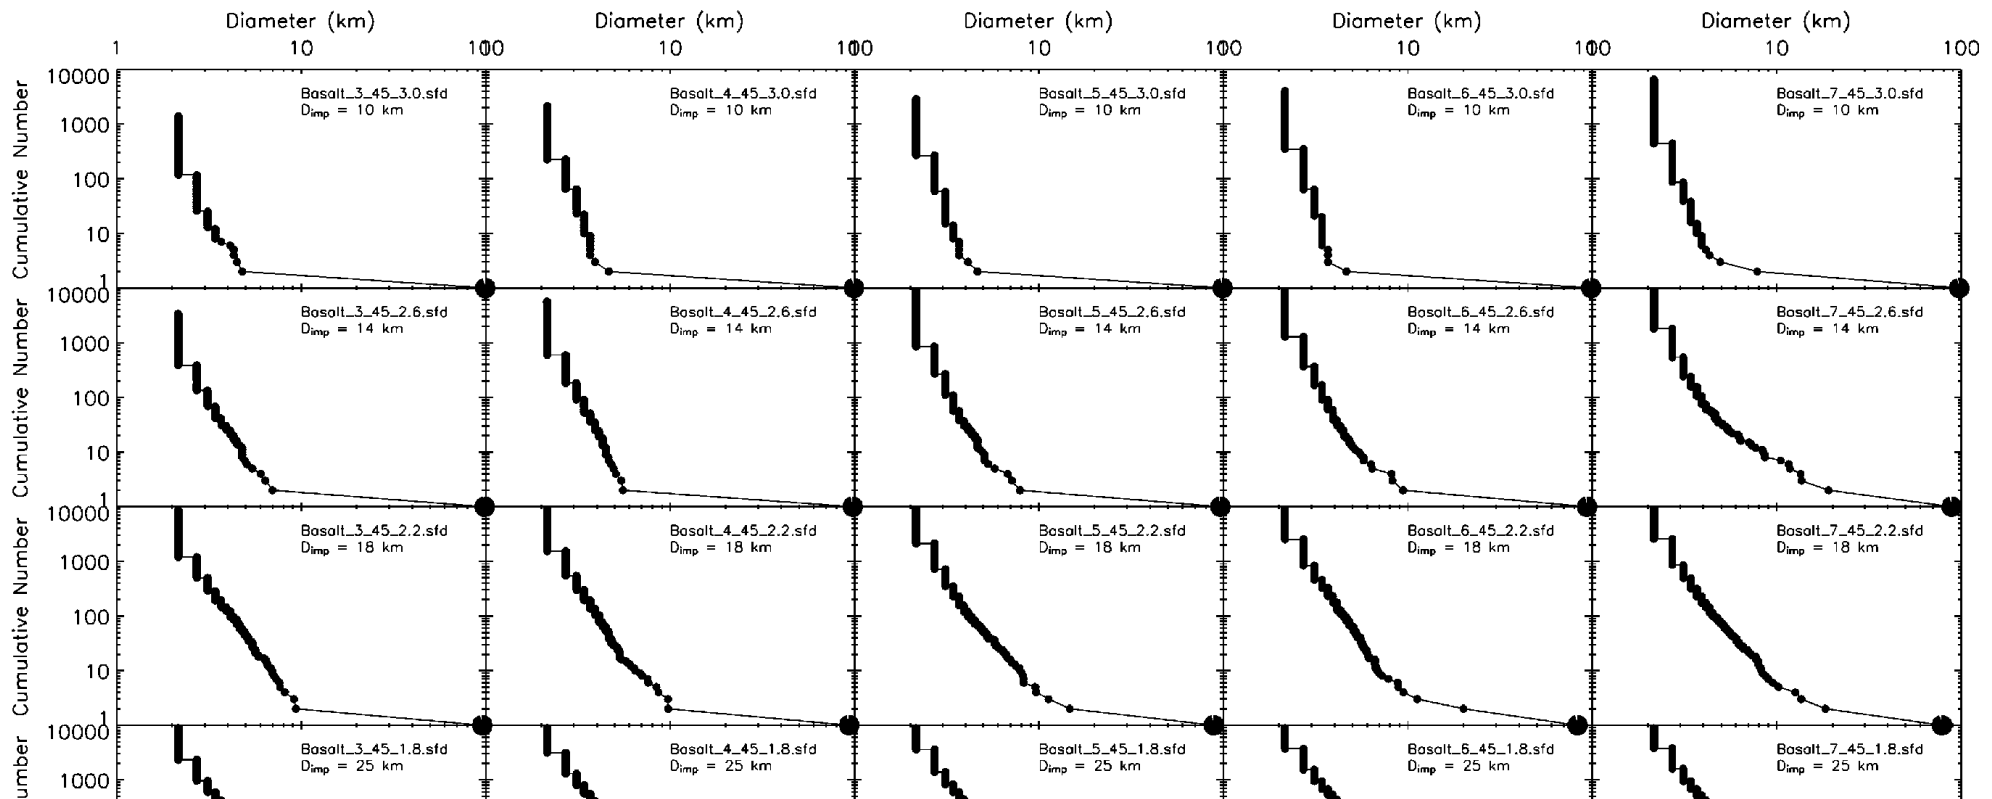 Diameter (km) Diameter (km) Diameter (km) Diameter (km) Diameter (km)
1 10 100 10 100 10 100 10 100 10 100
10000
1000
100
10
1
Cumulative Number
Basalt_3_45_3.0.sfd
Dimp = 10 km
Basalt_4_45_3.0.sfd
Dimp = 10 km
Basalt_5_45_3.0.sfd
Dimp = 10 km
Basalt_6_45_3.0.sfd
Dimp = 10 km
Basalt_7_45_3.0.sfd
Dimp = 10 km
10000
1000
100
10
1
Cumulative Number
Basalt_3_45_2.6.sfd
Dimp = 14 km
Basalt_4_45_2.6.sfd
Dimp = 14 km
Basalt_5_45_2.6.sfd
Dimp = 14 km
Basalt_6_45_2.6.sfd
Dimp = 14 km
Basalt_7_45_2.6.sfd
Dimp = 14 km
10000
1000
100
10
1
Cumulative Number
Basalt_3_45_2.2.sfd
Dimp = 18 km
Basalt_4_45_2.2.sfd
Dimp = 18 km
Basalt_5_45_2.2.sfd
Dimp = 18 km
Basalt_6_45_2.2.sfd
Dimp = 18 km
Basalt_7_45_2.2.sfd
Dimp = 18 km
10000
1000
umber
Basalt_3_45_1.8.sfd
Dimp = 25 km
Basalt_4_45_1.8.sfd
Dimp = 25 km
Basalt_5_45_1.8.sfd
Dimp = 25 km
Basalt_6_45_1.8.sfd
Dimp = 25 km
Basalt_7_45_1.8.sfd
Dimp = 25 km